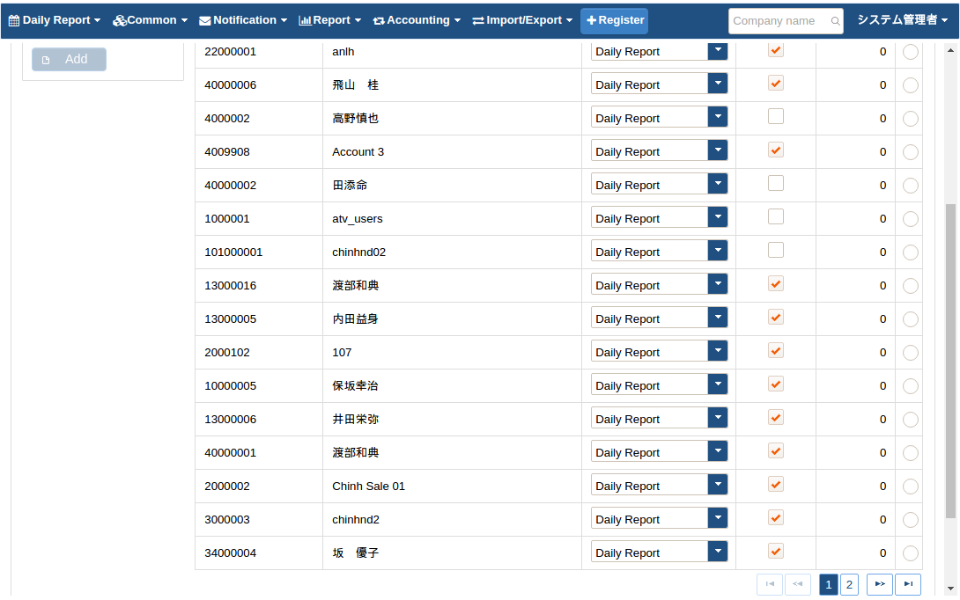 Daily Report Common Notification Report Accounting Import/Export Register Company name システム管理者
Add
22000001 anlh Daily Report 0
40000006 飛山　桂 Daily Report 0
4000002 高野慎也 Daily Report 0
4009908 Account 3 Daily Report 0
40000002 田添命 Daily Report 0
1000001 atv_users Daily Report 0
101000001 chinhnd02 Daily Report 0
13000016 渡部和典 Daily Report 0
13000005 内田益身 Daily Report 0
2000102 107 Daily Report 0
10000005 保坂幸治 Daily Report 0
13000006 井田栄弥 Daily Report 0
40000001 渡部和典 Daily Report 0
2000002 Chinh Sale 01 Daily Report 0
3000003 chinhnd2 Daily Report 0
34000004 坂　優子 Daily Report 0
1 2